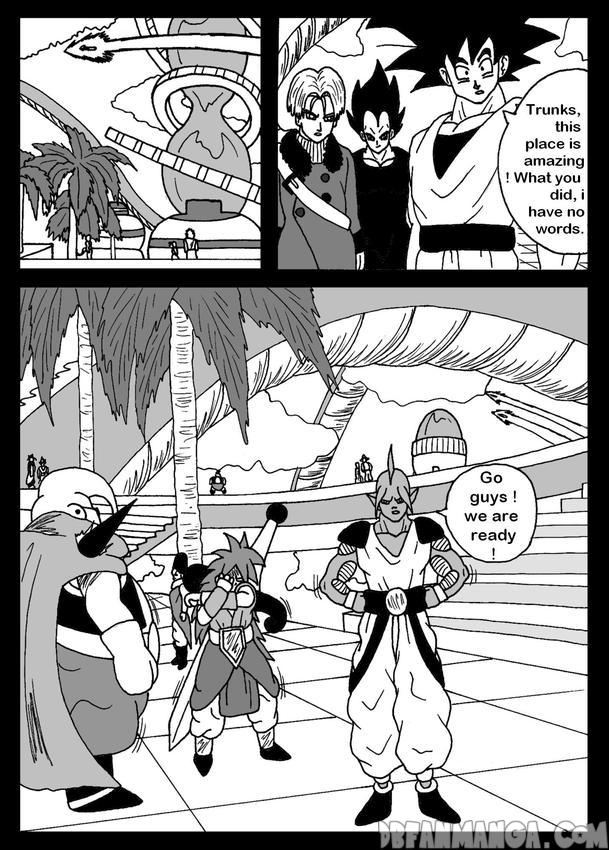 Trunks,
this
place is
amazing
! What you
did, i
have no
words.
Go
guys !
we are
ready
!
DBFANMANGA.COM